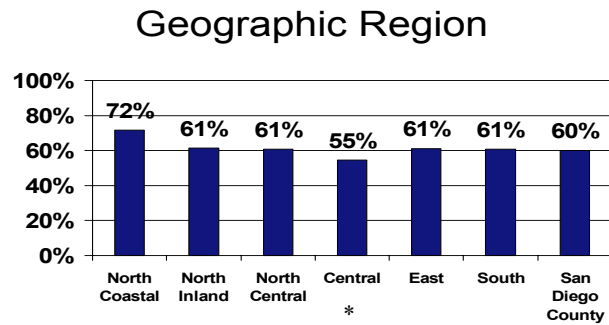 Geographic Region
100%
80%
60%
40%
20%
0%
72%
61%
61%
55%
61%
61%
60%
North
Coastal
North
Inland
North
Central
Central
East
South
San
Diego
County
*